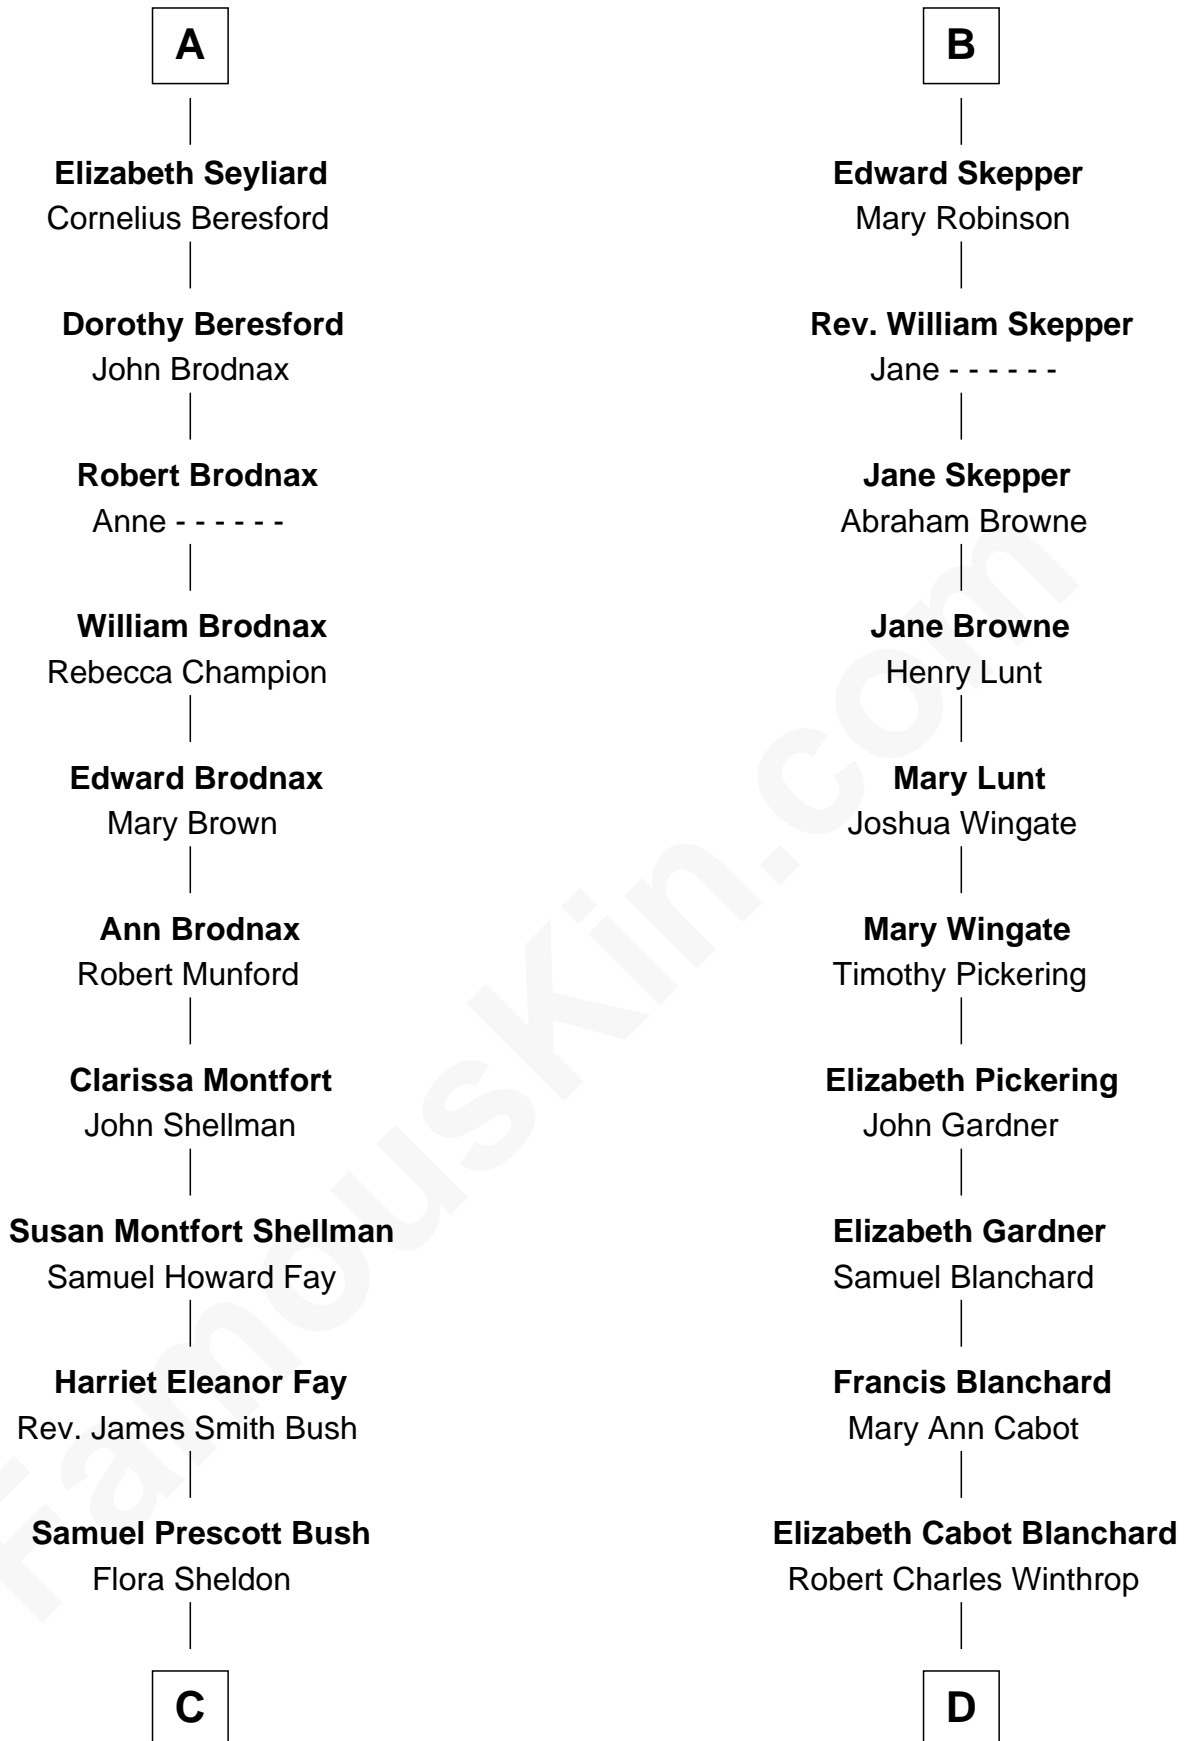 A
Elizabeth Seyliard
Cornelius Beresford
Dorothy Beresford
John Brodnax
Robert Brodnax
Anne - - - - - -
William Brodnax
Rebecca Champion
Edward Brodnax
Mary Brown
Ann Brodnax
Robert Munford
Clarissa Montfort
John Shellman
Susan Montfort Shellman
Samuel Howard Fay
Harriet Eleanor Fay
Rev. James Smith Bush
Samuel Prescott Bush
Flora Sheldon
C
B
Edward Skepper
Mary Robinson
Rev. William Skepper
Jane - - - - - -
Jane Skepper
Abraham Browne
Jane Browne
Henry Lunt
Mary Lunt
Joshua Wingate
Mary Wingate
Timothy Pickering
Elizabeth Pickering
John Gardner
Elizabeth Gardner
Samuel Blanchard
Francis Blanchard
Mary Ann Cabot
Elizabeth Cabot Blanchard
Robert Charles Winthrop
D
FamousKin.com